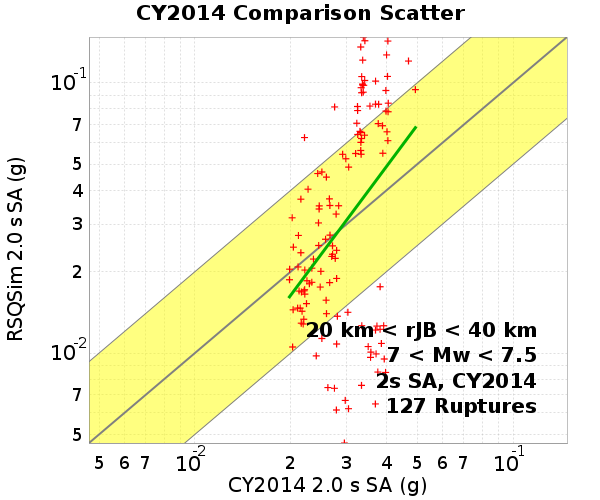 CY2014 Comparison Scatter
RSQSim 2.0 s SA (g)
10-1
7
5
4
3
2
10-2
7
5
20 km < rJB < 40 km
7 < Mw < 7.5
2s SA, CY2014
127 Ruptures
5 6 7 10-2 2 3 4 5 6 7 10-1
CY2014 2.0 s SA (g)